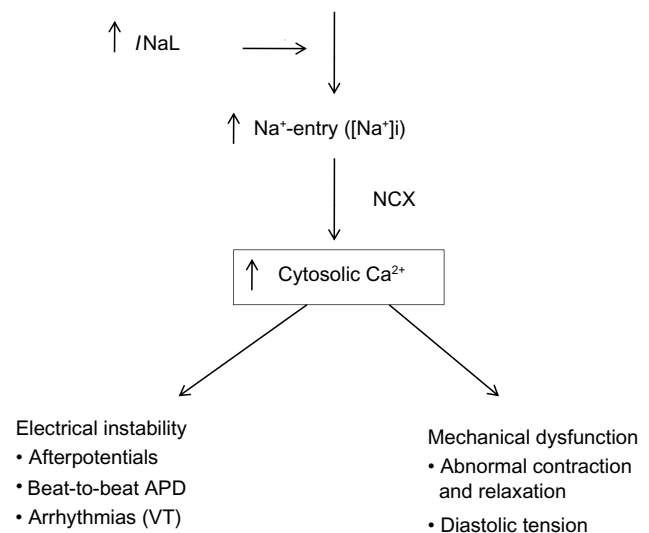 ↑ INaL
↑ Na⁺-entry ([Na⁺]i)
NCX
↑ Cytosolic Ca²⁺
Electrical instability
• Afterpotentials
• Beat-to-beat APD
• Arrhythmias (VT)
Mechanical dysfunction
• Abnormal contraction
and relaxation
• Diastolic tension